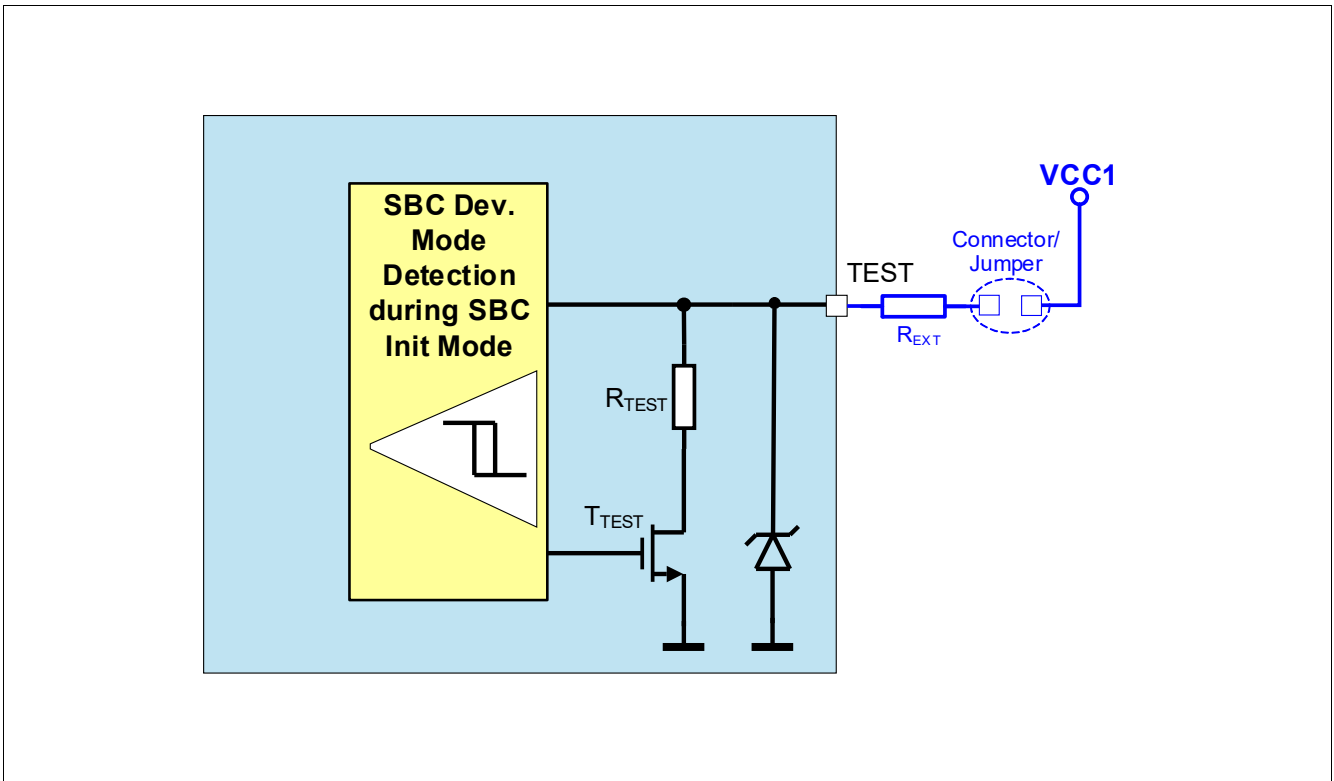 SBC Dev.
Mode
Detection
during SBC
Init Mode
R_TEST
T_TEST
TEST
R_EXT
Connector/
Jumper
VCC1